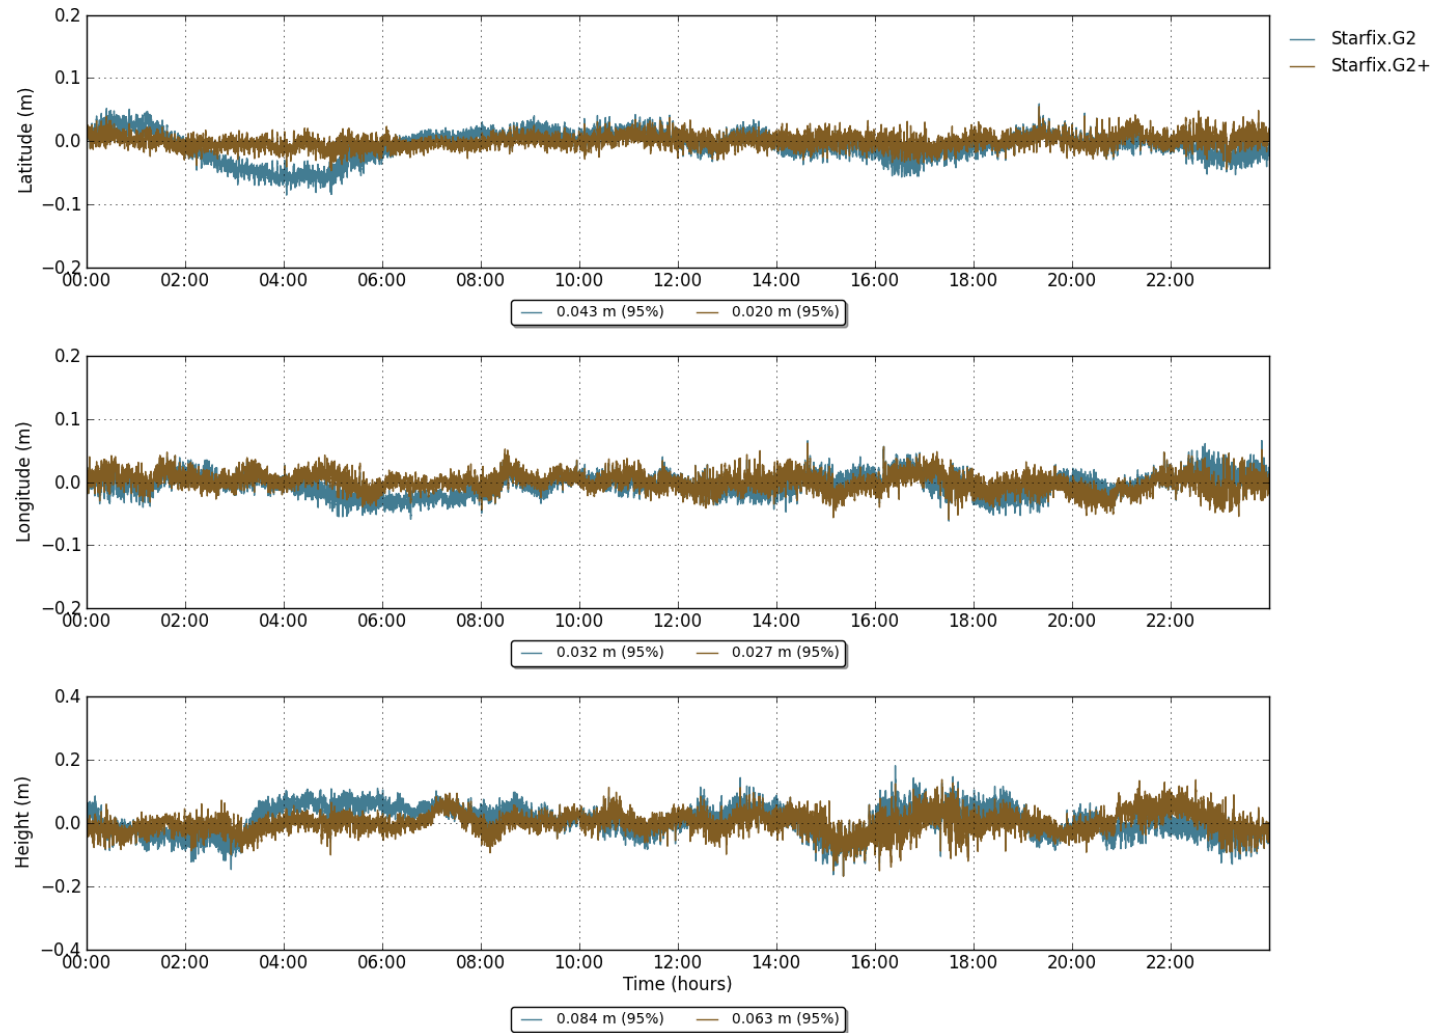 Starfix.G2
Starfix.G2+
0.2
0.1
0.0
−0.1
−0.2
Latitude (m)
00:00 02:00 04:00 06:00 08:00 10:00 12:00 14:00 16:00 18:00 20:00 22:00
0.043 m (95%) 0.020 m (95%)
0.2
0.1
0.0
−0.1
−0.2
Longitude (m)
00:00 02:00 04:00 06:00 08:00 10:00 12:00 14:00 16:00 18:00 20:00 22:00
0.032 m (95%) 0.027 m (95%)
0.4
0.2
0.0
−0.2
−0.4
Height (m)
00:00 02:00 04:00 06:00 08:00 10:00 12:00 14:00 16:00 18:00 20:00 22:00
Time (hours)
0.084 m (95%) 0.063 m (95%)